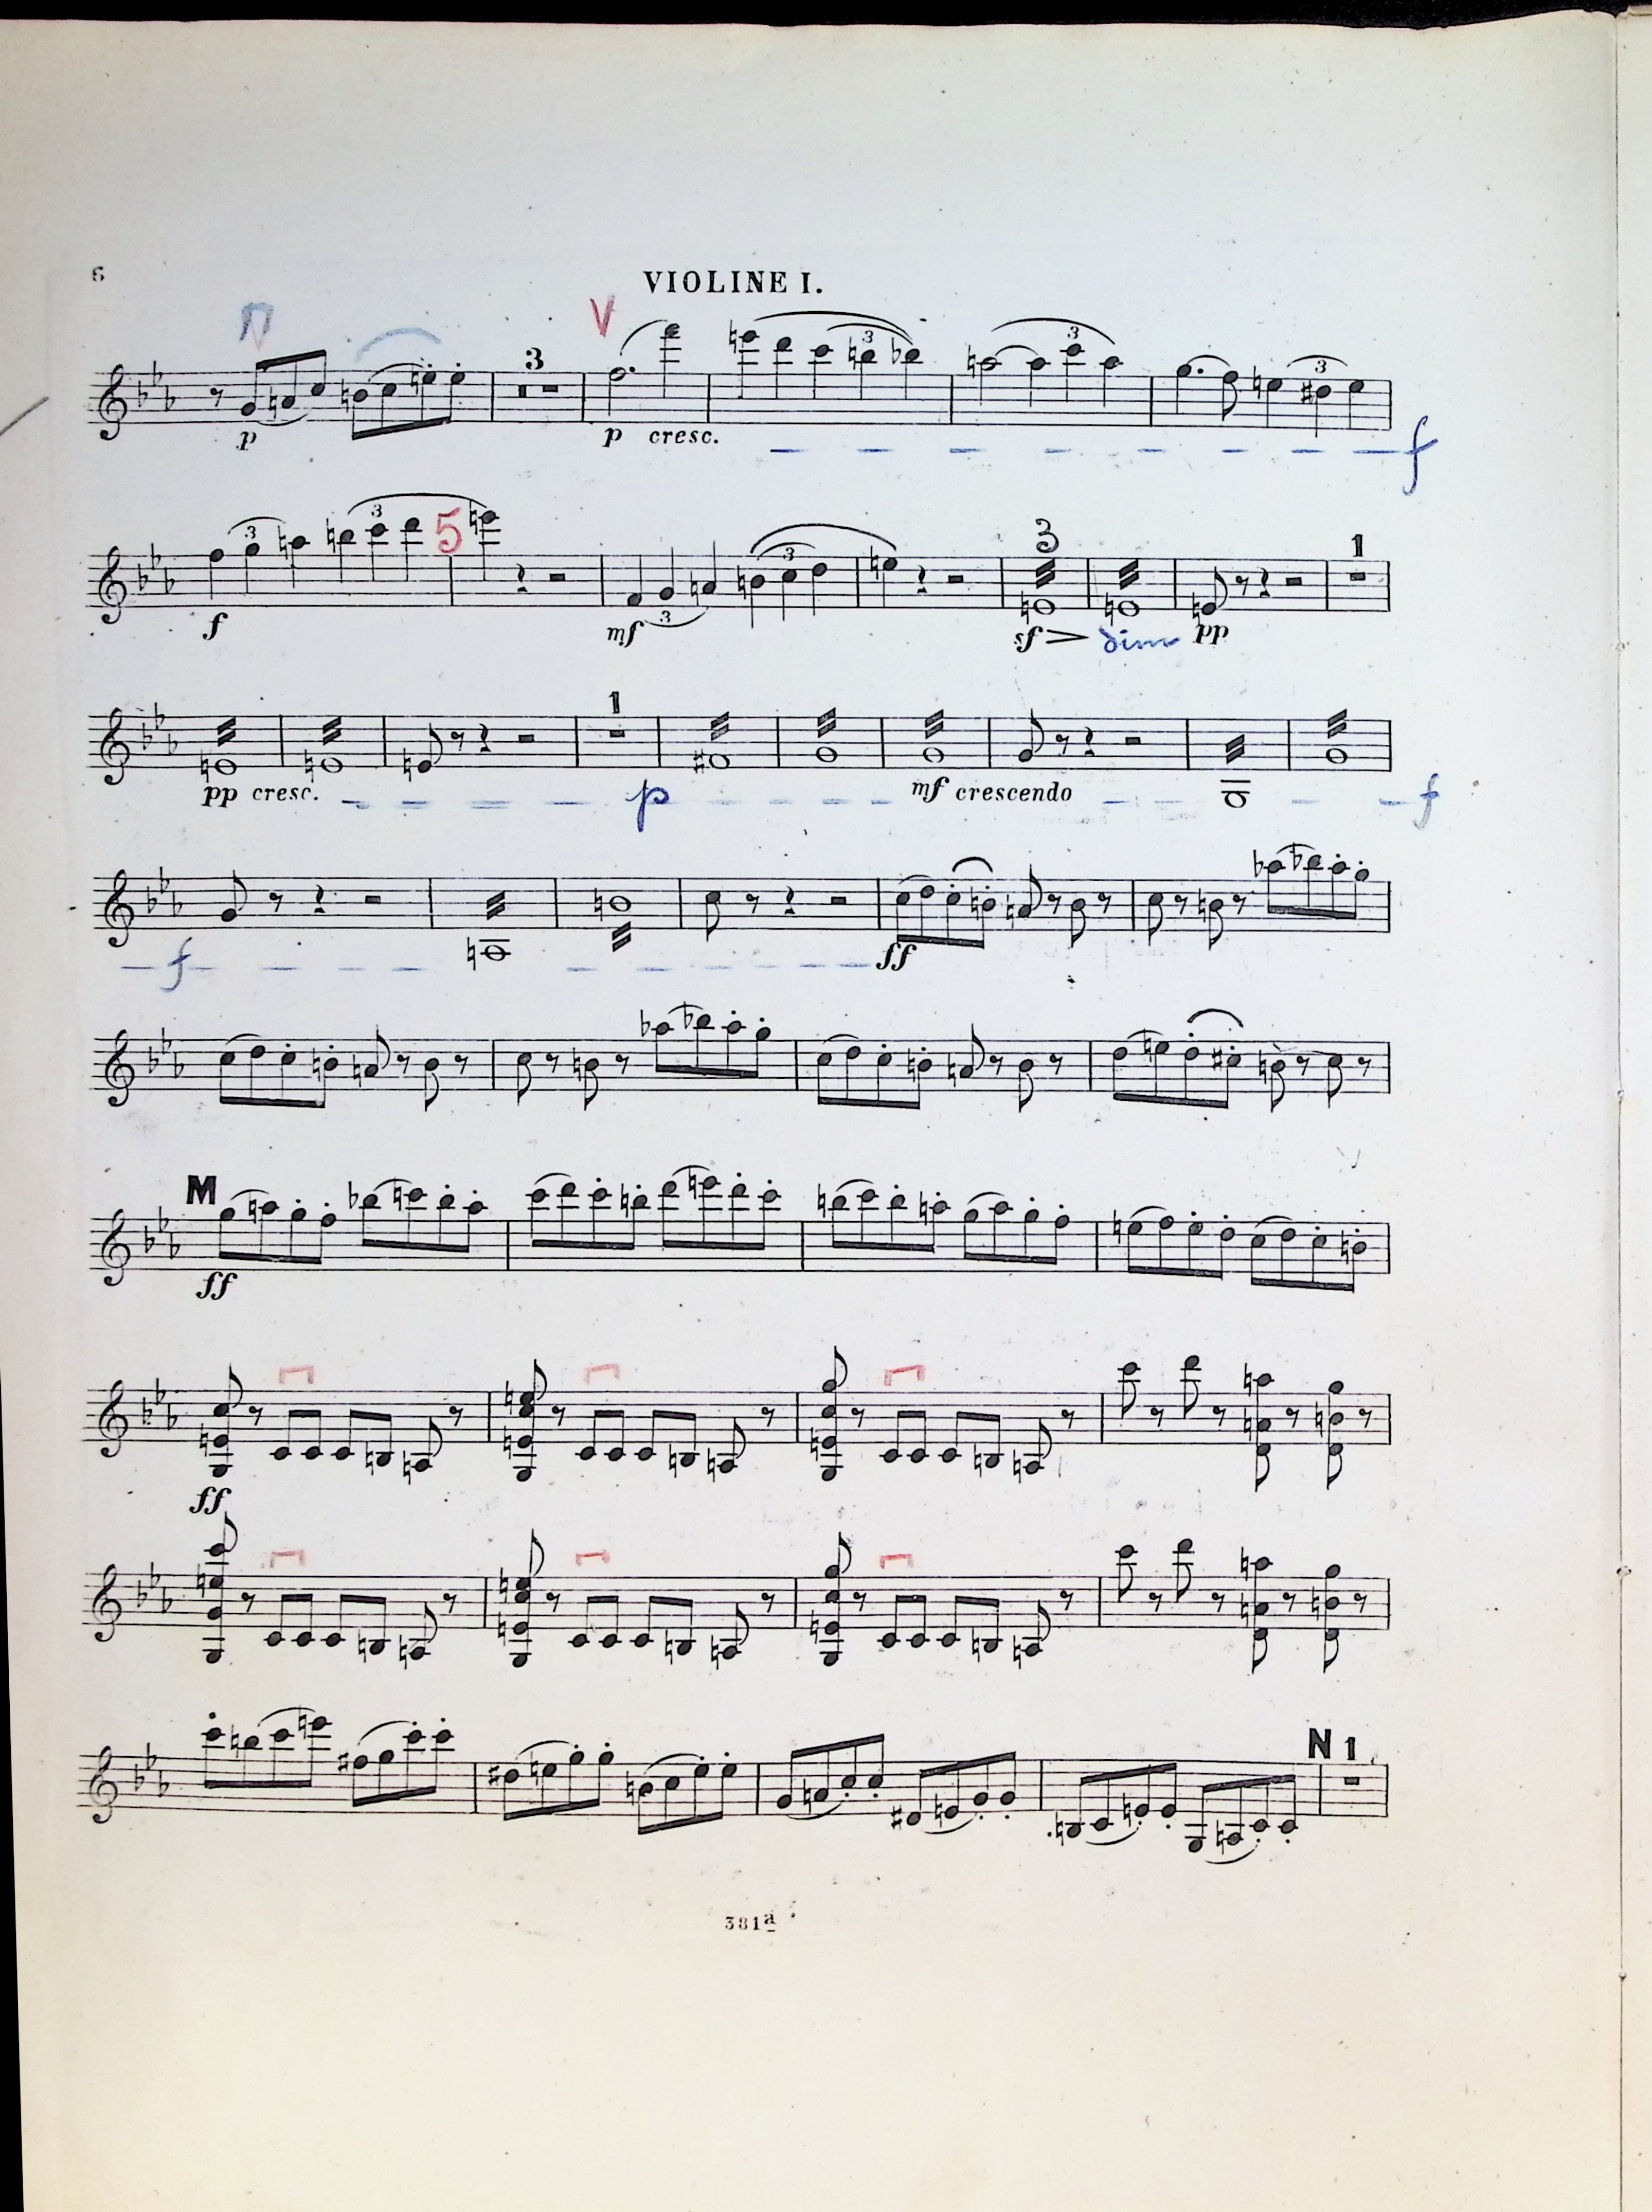 6
VIOLINE I.
3 3 3 3
p p cresc. f
3 3 5 3 3 3 1
f mf sf dim pp
1
pp cresc. p mf crescendo f
f ff
M
ff
ff
N 1
381a